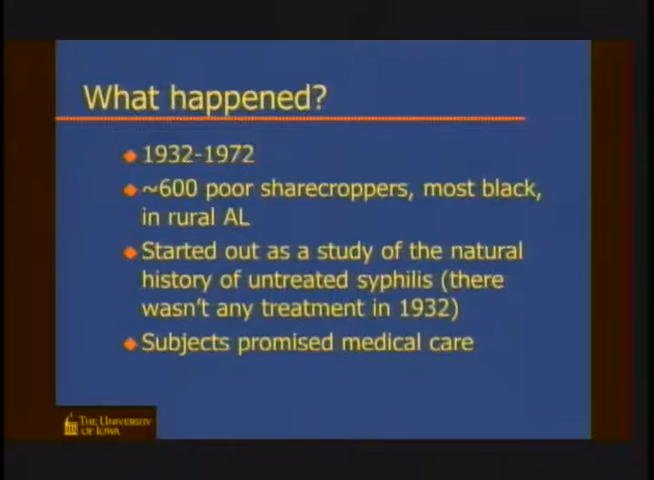 What happened?
1932-1972
~600 poor sharecroppers, most black,
in rural AL
Started out as a study of the natural
history of untreated syphilis (there
wasn't any treatment in 1932)
Subjects promised medical care
THE UNIVERSITY
OF IOWA